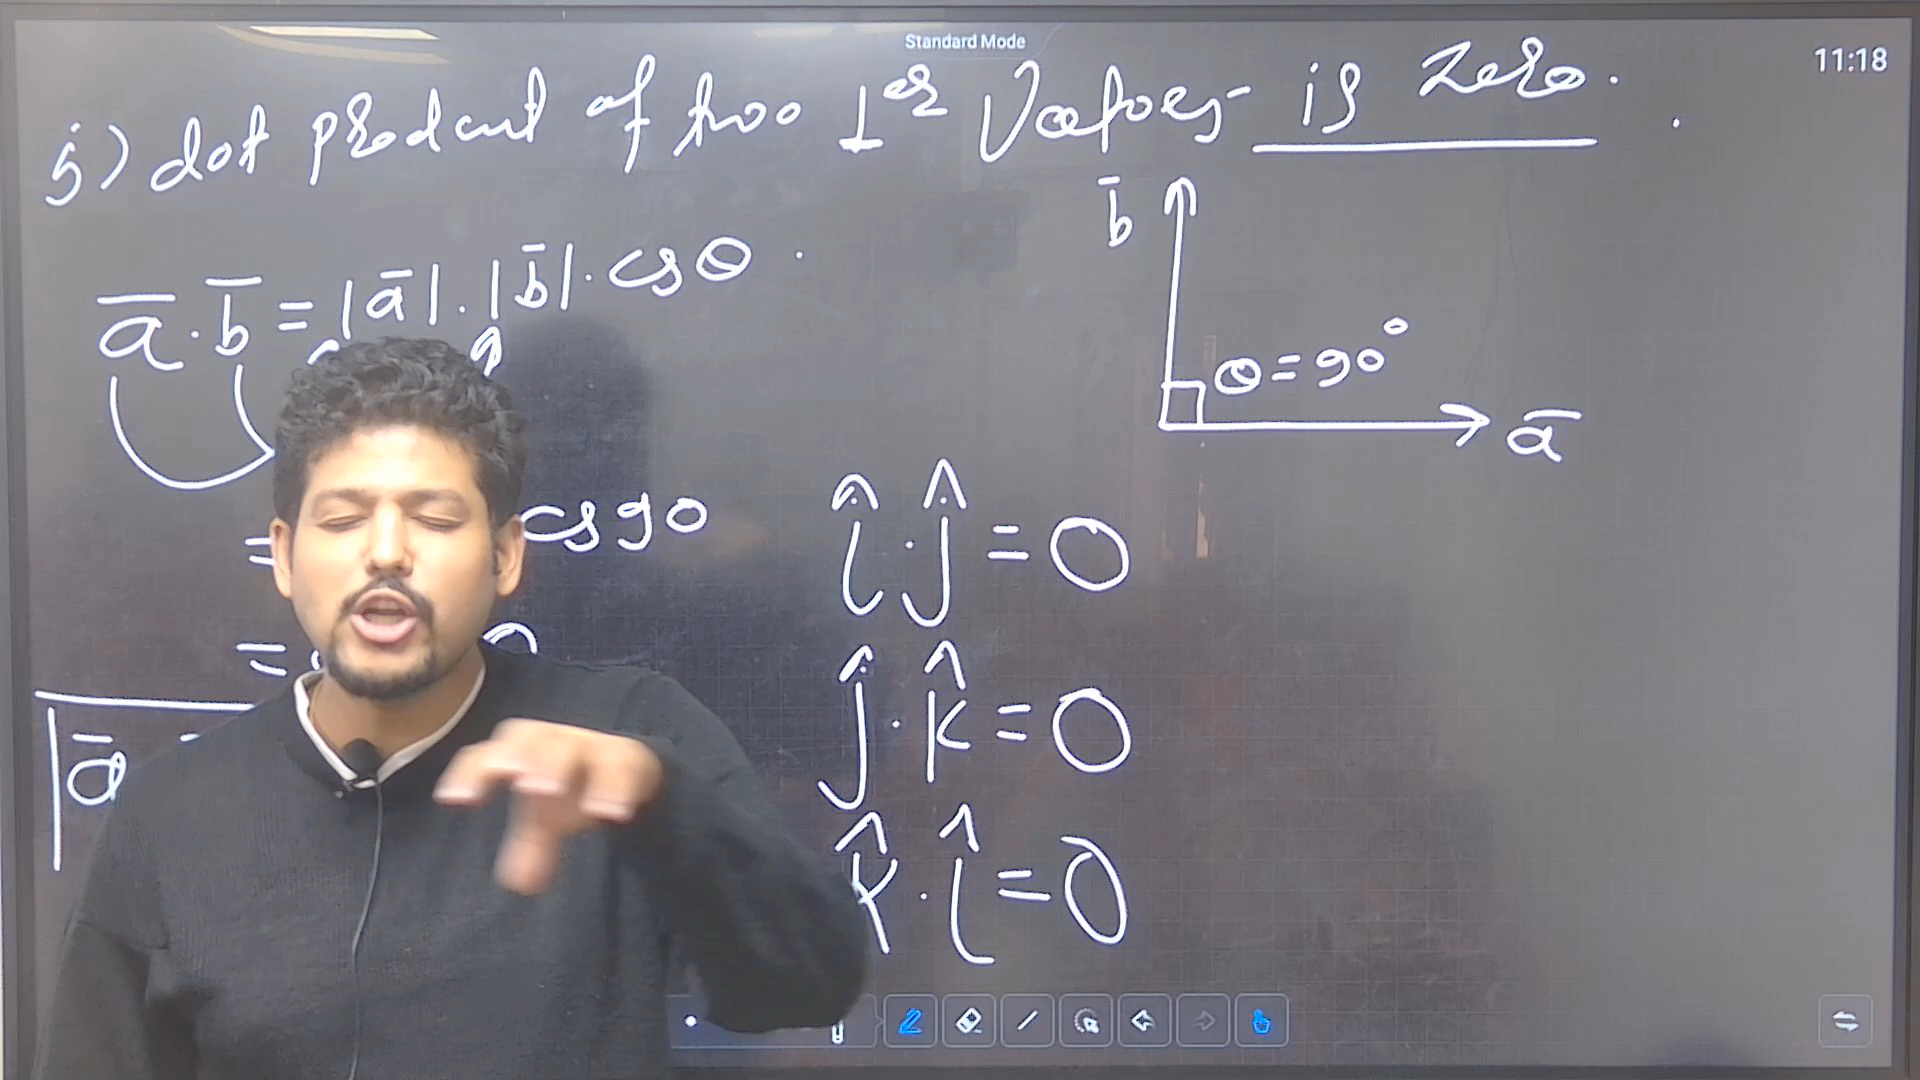 Standard Mode
11:18
5) dot product of two ⊥er Vectors is zero.
a̅ . b̅ = |a̅| . |b̅| . cosθ .
b̅
θ = 90°
a̅
= cos90
î . ĵ = 0
=
ĵ . k̂ = 0
a̅
k̂ . î = 0